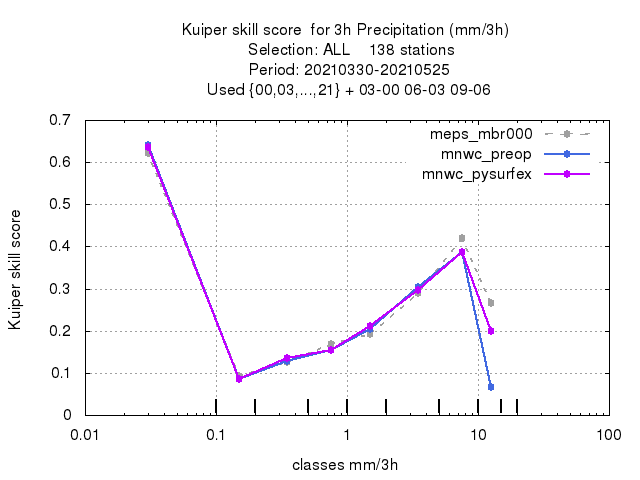 Kuiper skill score  for 3h Precipitation (mm/3h)
Selection: ALL    138 stations
Period: 20210330-20210525
Used {00,03,...,21} + 03-00 06-03 09-06
meps_mbr000
mnwc_preop
mnwc_pysurfex
Kuiper skill score
0.7
0.6
0.5
0.4
0.3
0.2
0.1
0
0.01
0.1
1
10
100
classes mm/3h